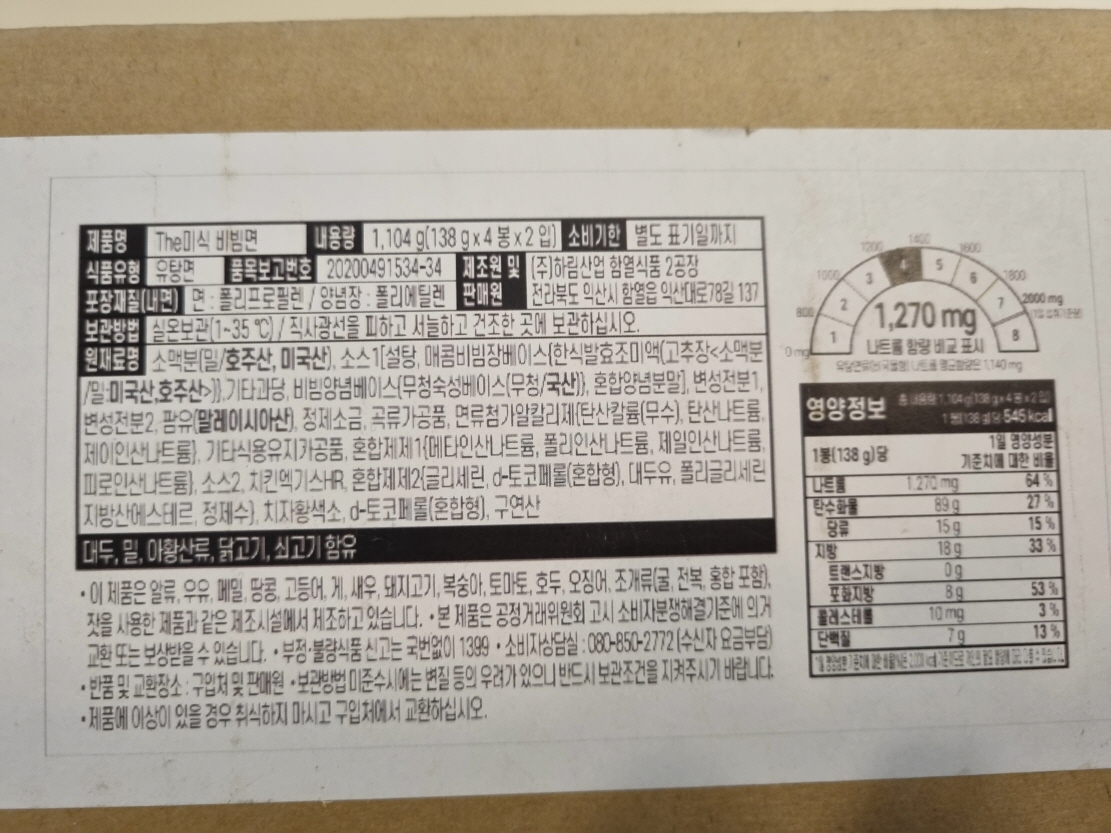 제품명 The미식 비빔면 내용량 1,104 g(138 g x 4 봉 x 2 입) 소비기한 별도 표기일까지
식품유형 유탕면 품목보고번호 20200491534-34 제조원 및 판매원 (주)하림산업 함열식품 2공장
포장재질(내면) 면 : 폴리프로필렌 / 양념장 : 폴리에틸렌 전라북도 익산시 함열읍 익산대로78길 137
보관방법 실온보관(1~35 ℃) / 직사광선을 피하고 서늘하고 건조한 곳에 보관하십시오.
원재료명 소맥분(밀/호주산, 미국산), 소스1[설탕, 매콤비빔장베이스{한식발효조미액(고추장<소맥분
/밀:미국산,호주산>)},기타과당, 비빔양념베이스{무청숙성베이스(무청/국산)}, 혼합양념분말], 변성전분1,
변성전분2, 팜유(말레이시아산), 정제소금, 곡류가공품, 면류첨가알칼리제{탄산칼륨(무수), 탄산나트륨,
제이인산나트륨}, 기타식용유지가공품, 혼합제제1{메타인산나트륨, 폴리인산나트륨, 제일인산나트륨,
피로인산나트륨}, 소스2, 치킨엑기스HR, 혼합제제2{글리세린, d-토코페롤(혼합형), 대두유, 폴리글리세린
지방산에스테르, 정제수}, 치자황색소, d-토코페롤(혼합형), 구연산
대두, 밀, 아황산류, 닭고기, 쇠고기 함유
• 이 제품은 알류, 우유, 메밀, 땅콩, 고등어, 게, 새우, 돼지고기, 복숭아, 토마토, 호두, 오징어, 조개류(굴, 전복, 홍합 포함),
잣을 사용한 제품과 같은 제조시설에서 제조하고 있습니다. • 본 제품은 공정거래위원회 고시 소비자분쟁해결기준에 의거
교환 또는 보상받을 수 있습니다. • 부정·불량식품 신고는 국번없이 1399 • 소비자상담실 : 080-850-2772 (수신자 요금부담)
• 반품 및 교환장소 : 구입처 및 판매원 • 보관방법 미준수시에는 변질 등의 우려가 있으니 반드시 보관조건을 지켜주시기 바랍니다.
• 제품에 이상이 있을 경우 취식하지 마시고 구입처에서 교환하십시오.
0 mg 800 1000 1200 1400 1600 1800 2000 mg
1 2 3 4 5 6 7 8
1,270 mg
나트륨 함량 비교 표시
1,140 mg
영양정보 총 내용량 1,104 g(138 g x 4 봉 x 2 입)
1 봉(138 g)당 545 kcal
1봉(138 g)당 1일 영양성분 기준치에 대한 비율
나트륨 1,270 mg 64 %
탄수화물 89 g 27 %
당류 15 g 15 %
지방 18 g 33 %
트랜스지방 0 g
포화지방 8 g 53 %
콜레스테롤 10 mg 3 %
단백질 7 g 13 %